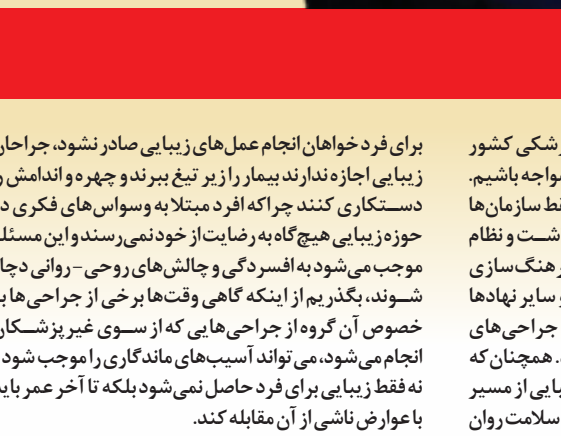 پزشکی کشور
مواجه باشیم.
فقط سازمان‌ها
نظام و
فرهنگ‌سازی
و سایر نهادها
جراحی‌های
همچنان که
از مسیر
سلامت روان
برای فرد خواهان انجام عمل‌های زیبایی صادر نشود، جراحان
زیبایی اجازه ندارند بیمار را زیر تیغ ببرند و چهره و اندامش را
دستکاری کنند چراکه افرد مبتلا به وسواس‌های فکری در
حوزه زیبایی هیچ‌گاه به رضایت از خود نمی‌رسند و این مسئله
موجب می‌شود به افسردگی و چالش‌های روحی-روانی دچار
شوند، بگذریم از اینکه گاهی وقت‌ها برخی از جراحی‌ها به
خصوص آن گروه از جراحی‌هایی که از سوی غیر پزشکان
انجام می‌شود، می‌تواند آسیب‌های ماندگاری را موجب شود
نه فقط زیبایی برای فرد حاصل نمی‌شود بلکه تا آخر عمر باید
با عوارض ناشی از آن مقابله کند.